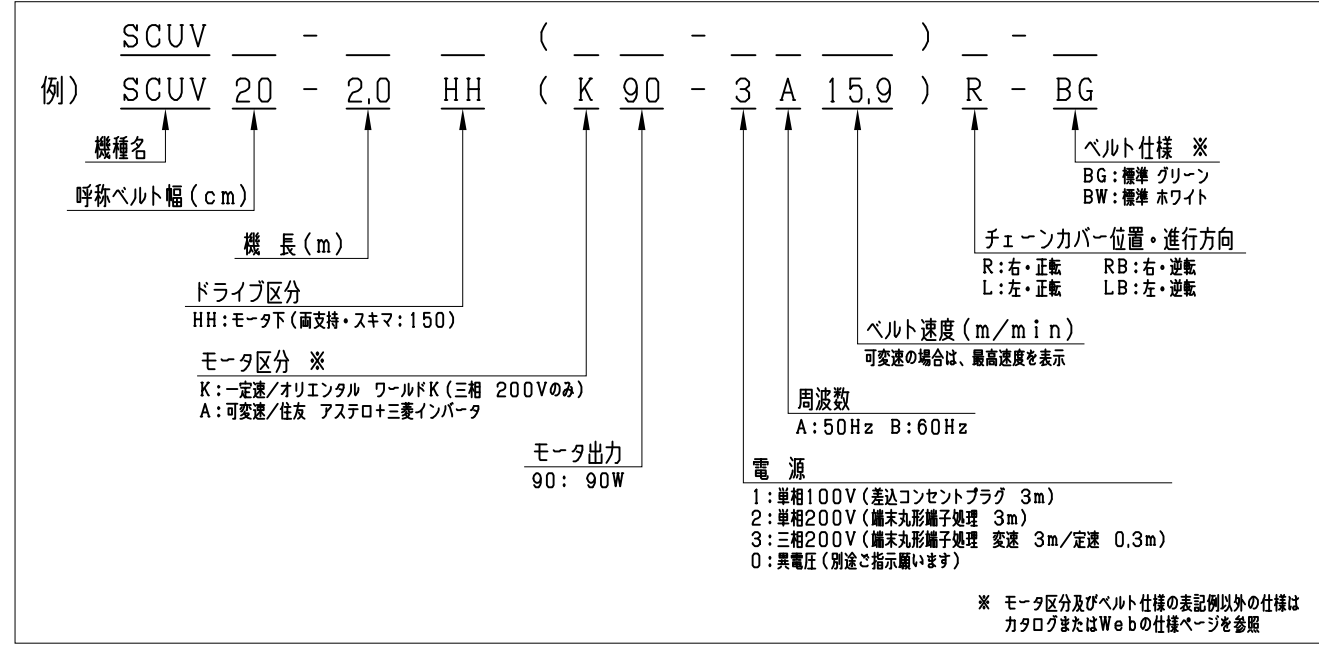 SCUV - ( - ) -
例) SCUV 20 - 2.0 HH ( K 90 - 3 A 15.9 ) R - BG
機種名
呼称ベルト幅(cm)
機 長(m)
ドライブ区分
HH:モータ下(両支持・スキマ:150)
モータ区分 ※
K:一定速/オリエンタル ワールドK(三相 200Vのみ)
A:可変速/住友 アステロ+三菱インバータ
モータ出力
90: 90W
ベルト仕様 ※
BG:標準 グリーン
BW:標準 ホワイト
チェーンカバー位置・進行方向
R:右・正転 RB:右・逆転
L:左・正転 LB:左・逆転
ベルト速度(m/min)
可変速の場合は、最高速度を表示
周波数
A:50Hz B:60Hz
電 源
1:単相100V(差込コンセントプラグ 3m)
2:単相200V(端末丸形端子処理 3m)
3:三相200V(端末丸形端子処理 変速 3m/定速 0.3m)
0:異電圧(別途ご指示願います)
※ モータ区分及びベルト仕様の表記例以外の仕様は
カタログまたはWebの仕様ページを参照